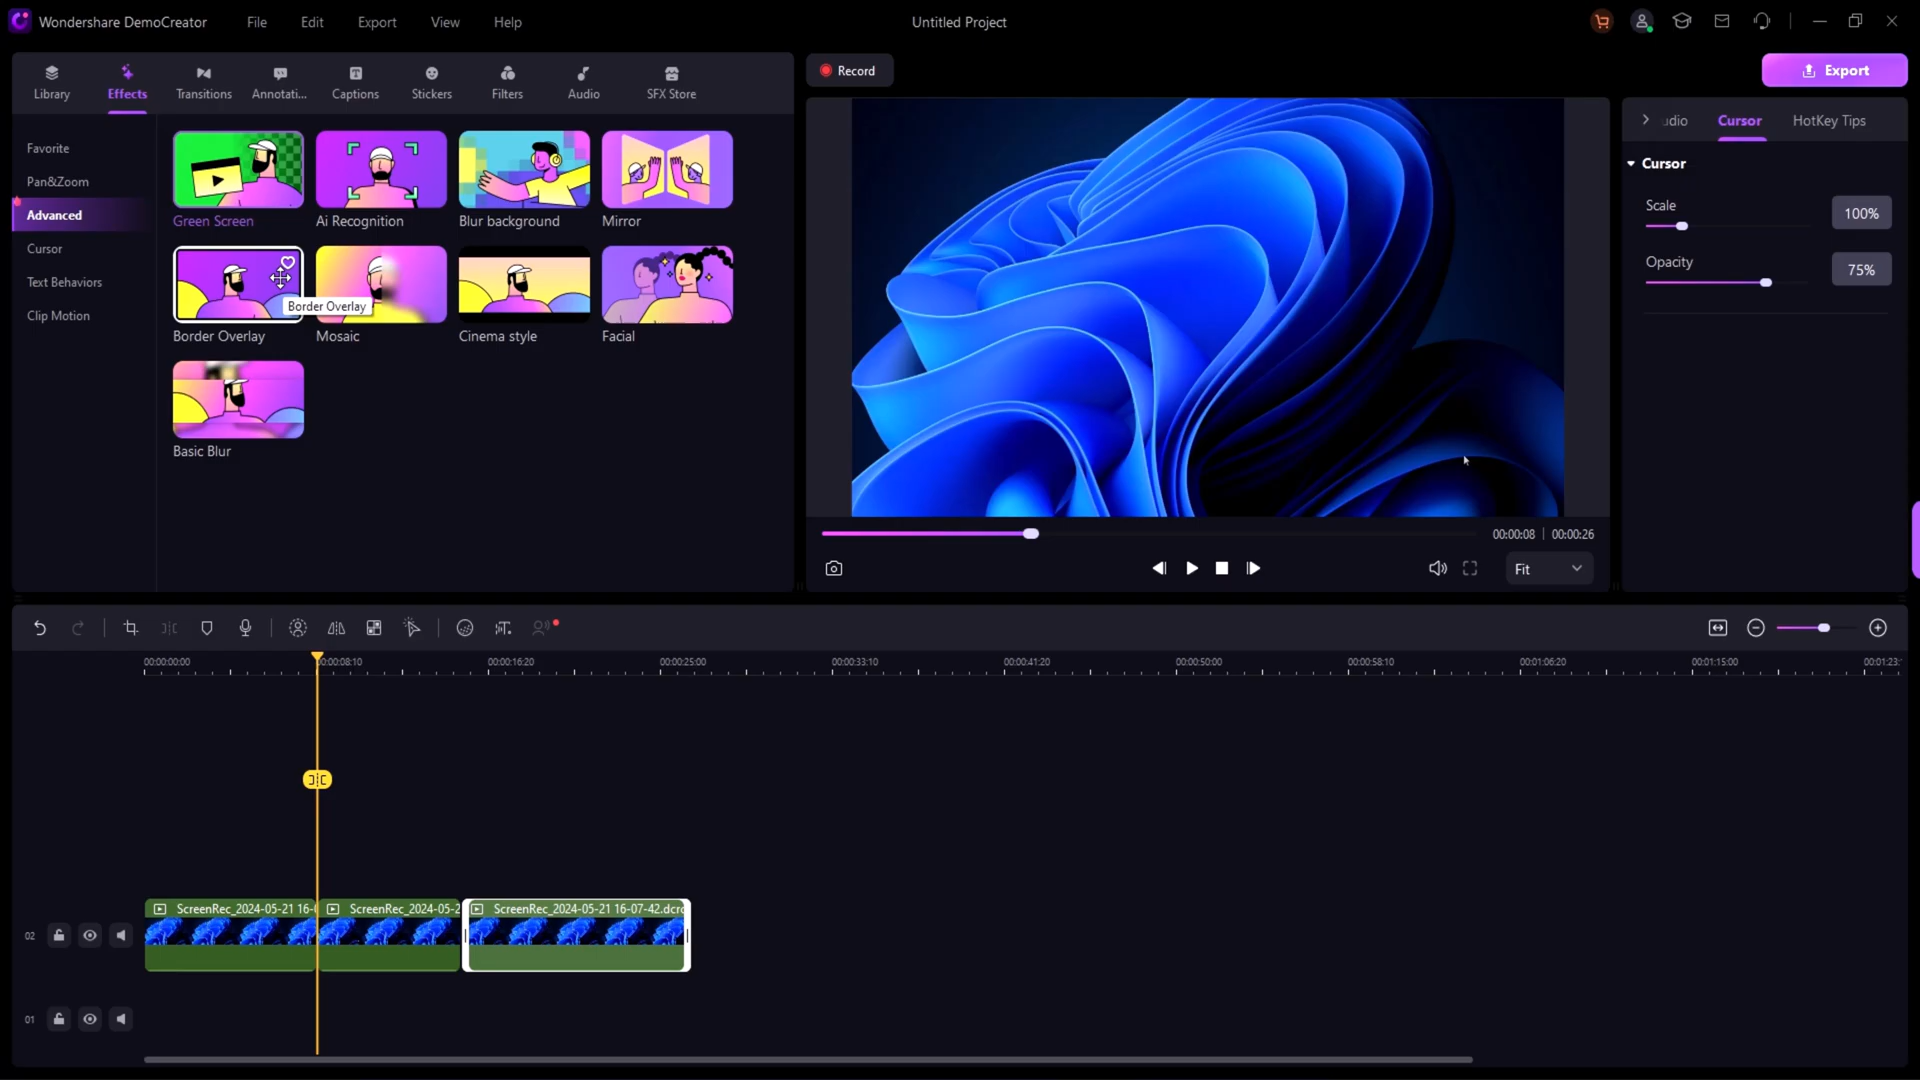 Wondershare DemoCreator
File
Edit
Export
View
Help
Untitled Project
Library
Effects
Transitions
Annotati...
Captions
Stickers
Filters
Audio
SFX Store
Record
Export
Favorite
Pan&Zoom
Advanced
Cursor
Text Behaviors
Clip Motion
Green Screen
Ai Recognition
Blur background
Mirror
Border Overlay
Border Overlay
Mosaic
Cinema style
Facial
Basic Blur
udio
Cursor
HotKey Tips
Cursor
Scale
100%
Opacity
75%
00:00:08 | 00:00:26
Fit
00:00:00:00
00:00:08:10
00:00:16:20
00:00:25:00
00:00:33:10
00:00:41:20
00:00:50:00
00:00:58:10
00:01:06:20
00:01:15:00
00:01:23:
ScreenRec_2024-05-21 16-0
ScreenRec_2024-05-2
ScreenRec_2024-05-21 16-07-42.dcrc
02
01